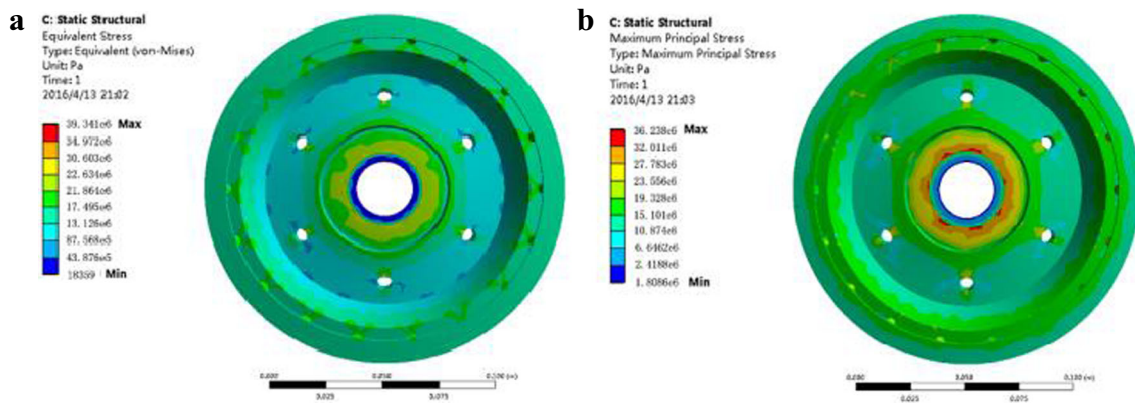 a
C: Static Structural
Equivalent Stress
Type: Equivalent (von-Mises)
Unit: Pa
Time: 1
2016/4/13 21:02
39.341e6 Max
34.972e6
30.603e6
22.634e6
21.864e6
17.495e6
13.126e6
87.568e5
43.876e5
18359 Min
0.000
0.050
0.100 (m)
0.025
0.075
b
C: Static Structural
Maximum Principal Stress
Type: Maximum Principal Stress
Unit: Pa
Time: 1
2016/4/13 21:03
36.238e6 Max
32.011e6
27.783e6
23.556e6
19.328e6
15.101e6
10.874e6
6.6462e6
2.4188e6
1.8086e6 Min
0.000
0.050
0.100 (m)
0.025
0.075